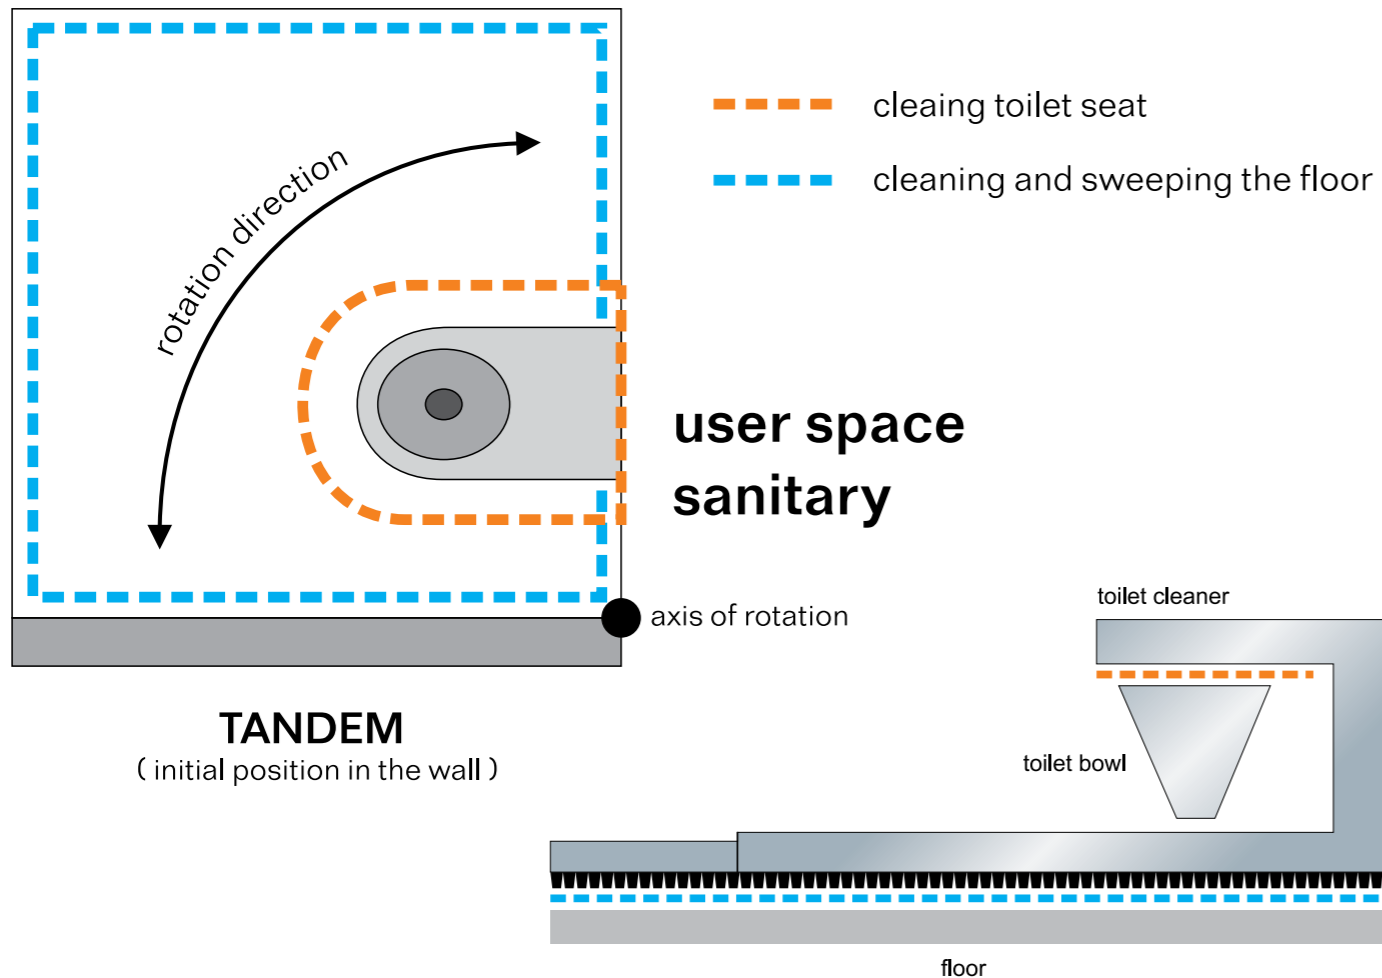 cleaing toilet seat
cleaning and sweeping the floor
rotation direction
user space
sanitary
axis of rotation
TANDEM
( initial position in the wall )
toilet cleaner
toilet bowl
floor